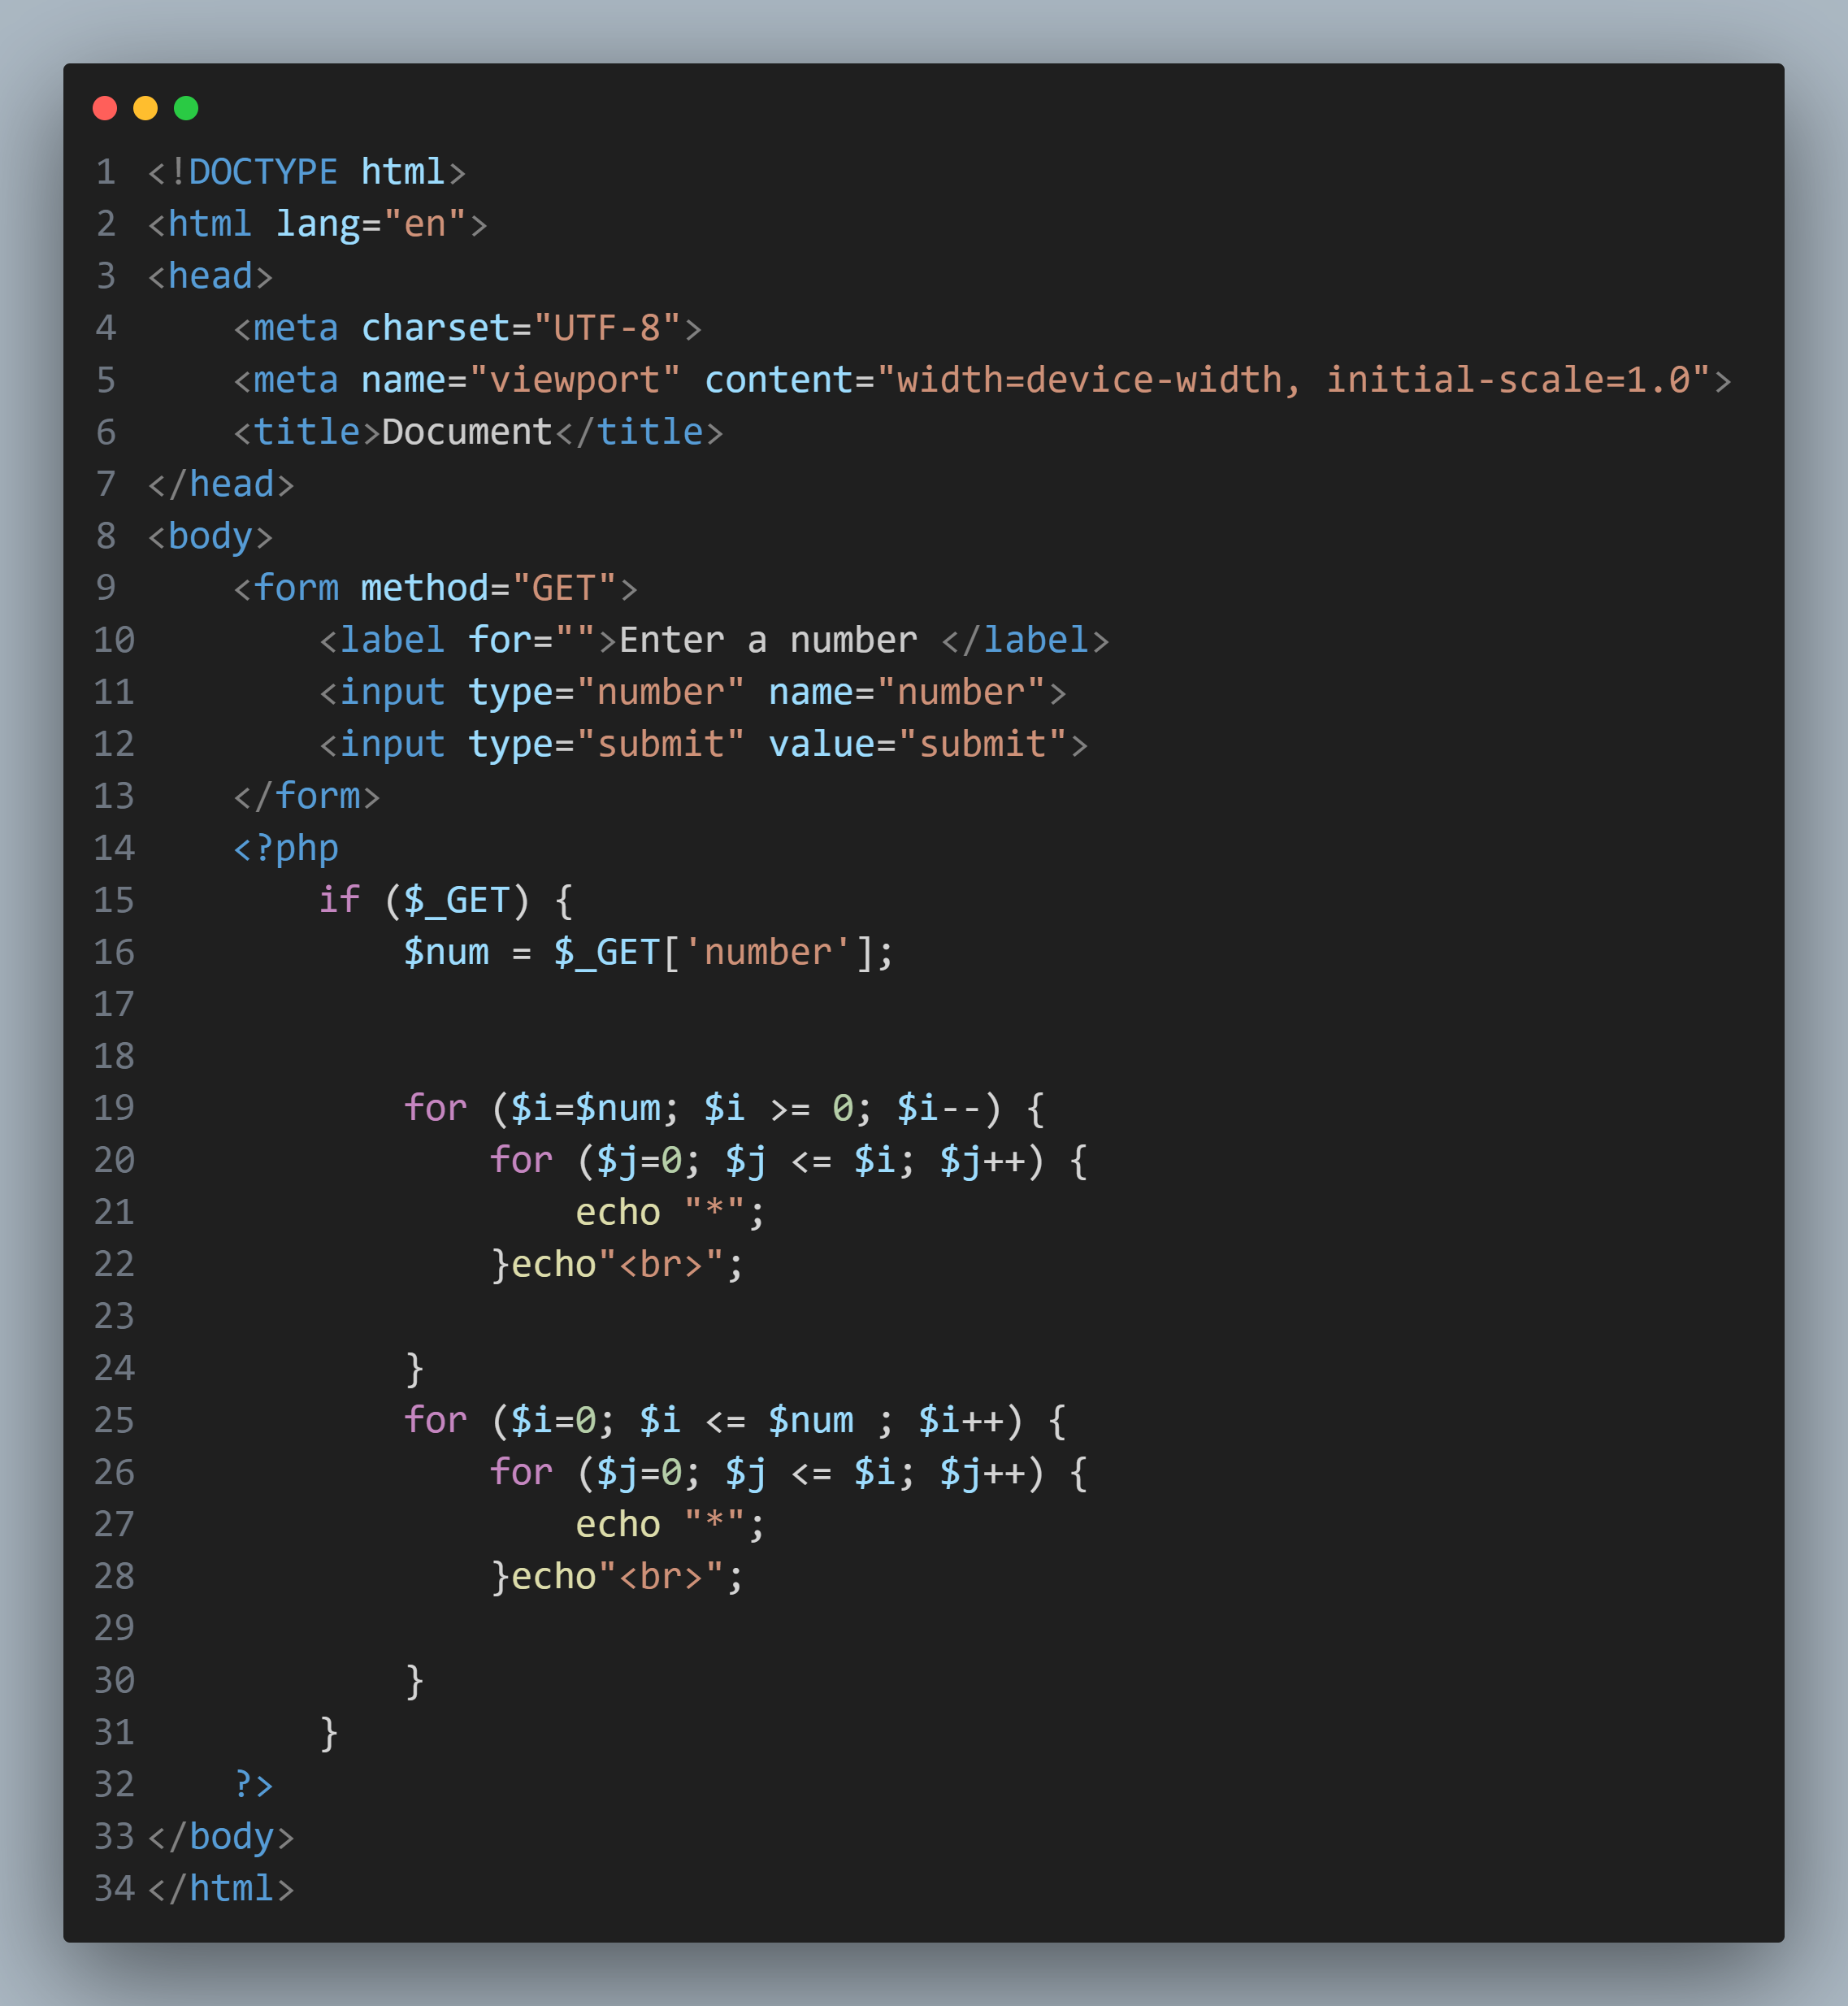 1 <!DOCTYPE html>
2 <html lang="en">
3 <head>
4     <meta charset="UTF-8">
5     <meta name="viewport" content="width=device-width, initial-scale=1.0">
6     <title>Document</title>
7 </head>
8 <body>
9     <form method="GET">
10         <label for="">Enter a number </label>
11         <input type="number" name="number">
12         <input type="submit" value="submit">
13     </form>
14     <?php
15         if ($_GET) {
16             $num = $_GET['number'];
17
18
19             for ($i=$num; $i >= 0; $i--) {
20                 for ($j=0; $j <= $i; $j++) {
21                     echo "*";
22                 }echo"<br>";
23
24             }
25             for ($i=0; $i <= $num ; $i++) {
26                 for ($j=0; $j <= $i; $j++) {
27                     echo "*";
28                 }echo"<br>";
29
30             }
31         }
32     ?>
33 </body>
34 </html>